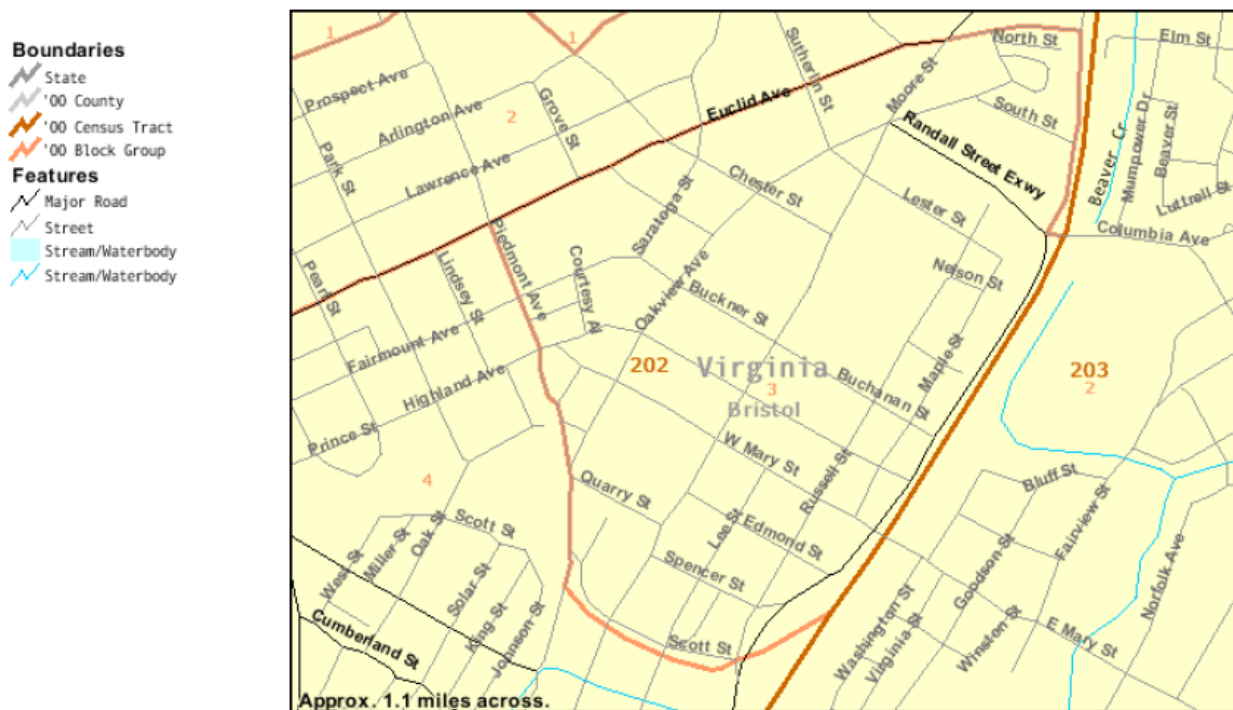 Boundaries
State
'00 County
'00 Census Tract
'00 Block Group
Features
Major Road
Street
Stream/Waterbody
Stream/Waterbody
1
1
North St
Elm St
Sutherlin St
Prospect Ave
Moore St
Euclid Ave
Grove St
Arlington Ave
2
South St
Mumpower Dr
Beaver St
Randall Street Expy
Beaver Cr
Park St
Lawrence Ave
Chester St
Luttrell St
Saratoga St
Lester St
Columbia Ave
Piedmont Ave
Courtesy Al
Lindsey St
Pearl St
Nelson St
Oakview Ave
Buckner St
Fairmount Ave
202
Virginia
3
Bristol
Maple St
203
2
Buchanan St
Highland Ave
Prince St
W Mary St
4
Quarry St
Russell St
Bluff St
Scott St
Oak St
Miller St
West St
Lee St
Edmond St
Fairview St
Goodson St
Spencer St
Solar St
King St
Johnson St
Norfolk Ave
Washington St
Virginia St
Winston St
E Mary St
Cumberland St
Scott St
Approx. 1.1 miles across.